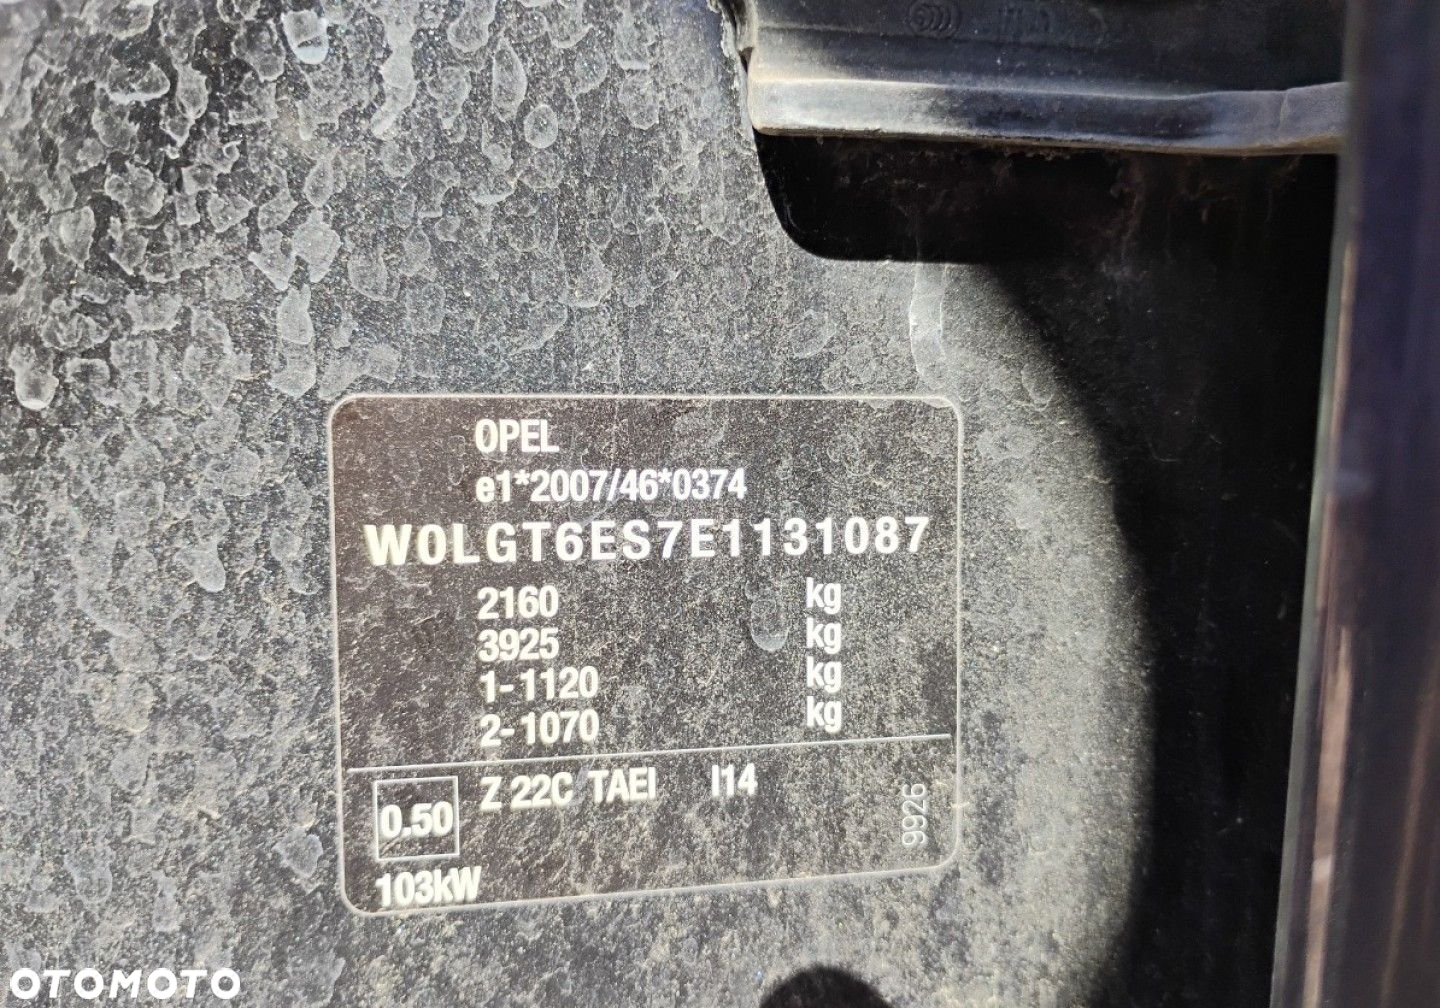 OPEL
e1*2007/46*0374
W0LGT6ES7E1131087
2160 kg
3925 kg
1-1120 kg
2-1070 kg
0.50 Z 22C TAEI I14
9926
103kW
OTOMOTO